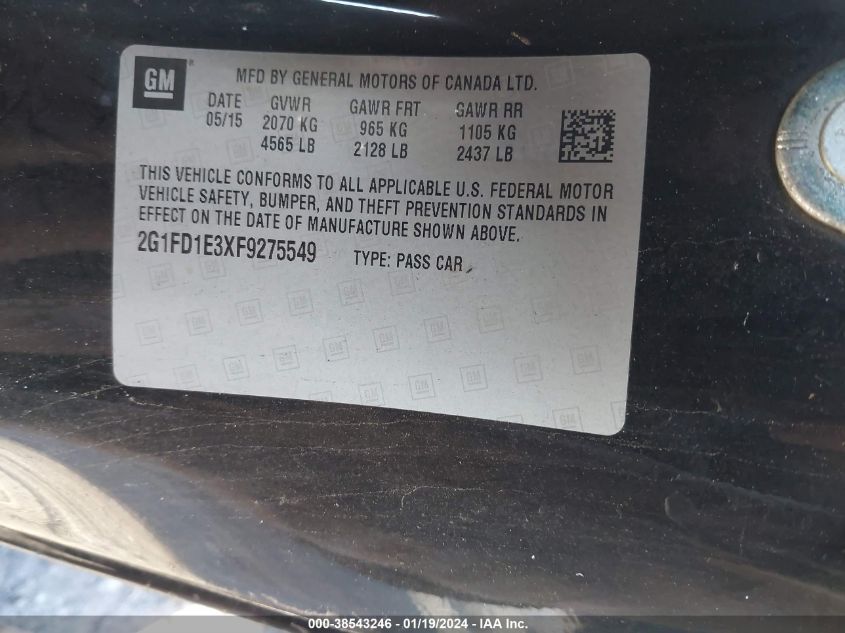 GM
MFD BY GENERAL MOTORS OF CANADA LTD.
DATE GVWR GAWR FRT GAWR RR
05/15 2070 KG 965 KG 1105 KG
4565 LB 2128 LB 2437 LB
THIS VEHICLE CONFORMS TO ALL APPLICABLE U.S. FEDERAL MOTOR
VEHICLE SAFETY, BUMPER, AND THEFT PREVENTION STANDARDS IN
EFFECT ON THE DATE OF MANUFACTURE SHOWN ABOVE.
2G1FD1E3XF9275549 TYPE: PASS CAR
000-38543246 - 01/19/2024 - IAA Inc.